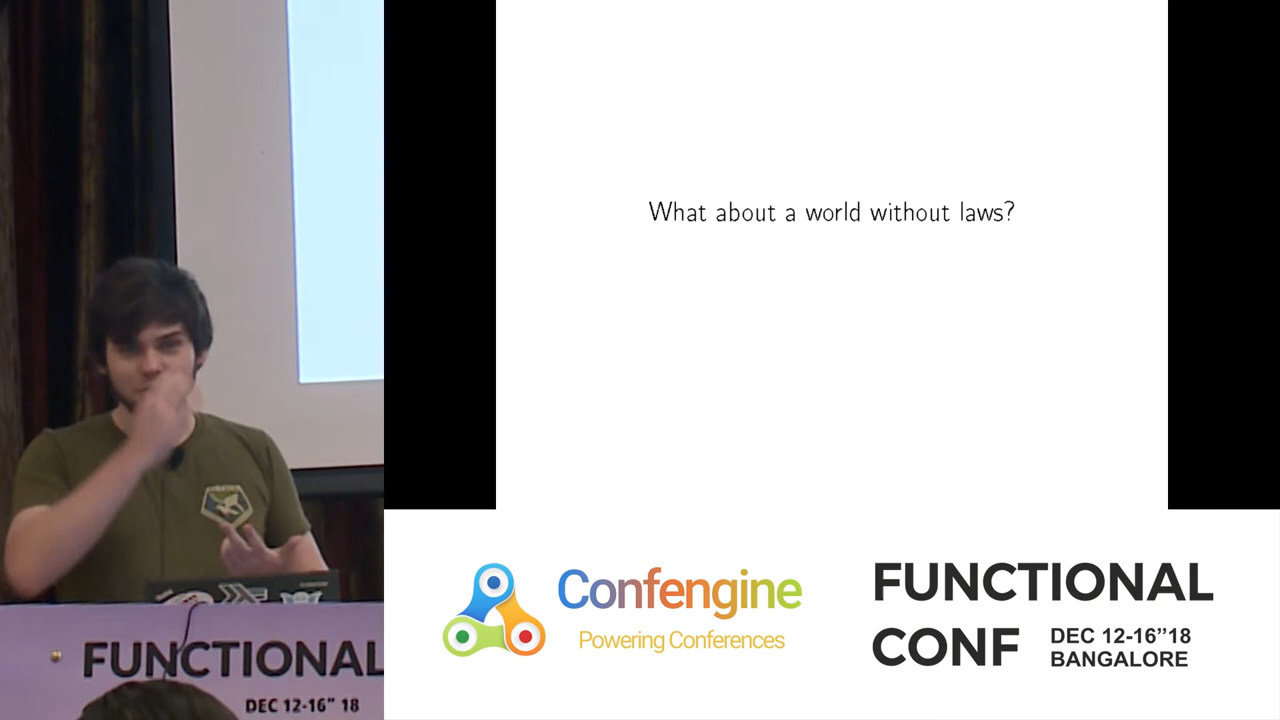 What about a world without laws?
Confengine
Powering Conferences
FUNCTIONAL
CONF
DEC 12-16”18
BANGALORE
FUNCTIONAL
DEC 12-16” 18